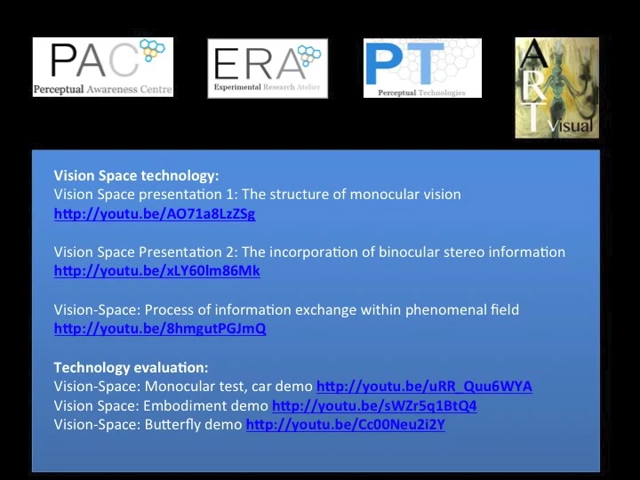 PAC
Perceptual Awareness Centre
ERA
Experimental Research Atelier
PT
Perceptual Technologies
ART Visual
Vision Space technology:
Vision Space presentation 1: The structure of monocular vision
http://youtu.be/AO71a8LzZSg
Vision Space Presentation 2: The incorporation of binocular stereo information
http://youtu.be/xLY60lm86Mk
Vision-Space: Process of information exchange within phenomenal field
http://youtu.be/8hmgutPGJmQ
Technology evaluation:
Vision-Space: Monocular test, car demo http://youtu.be/uRR_Quu6WYA
Vision Space: Embodiment demo http://youtu.be/sWZr5q1BtQ4
Vision-Space: Butterfly demo http://youtu.be/Cc00Neu2i2Y